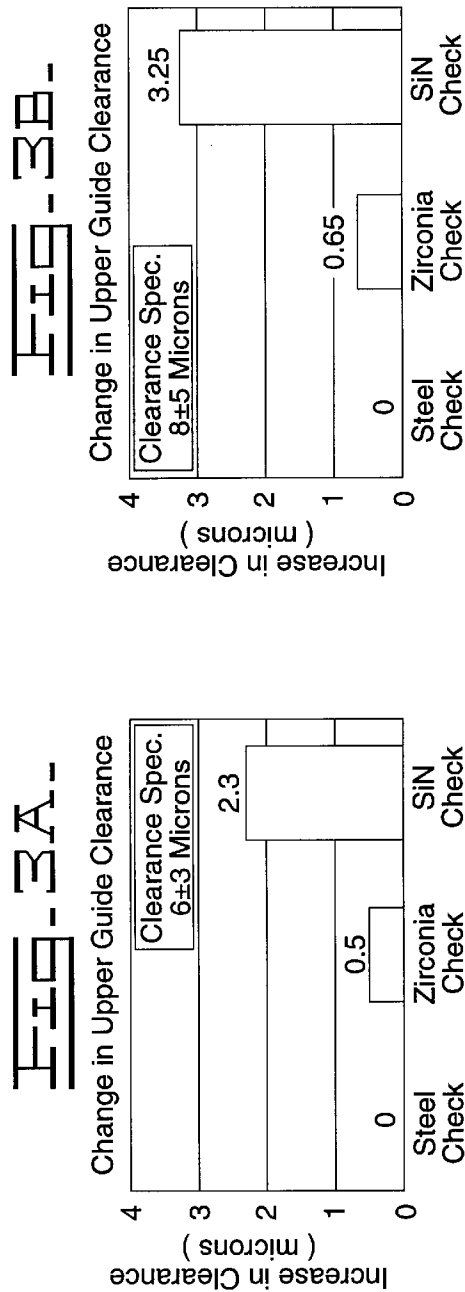 Fig. 3A.
Change in Upper Guide Clearance
Increase in Clearance
( microns )
4
3
2
1
0
Clearance Spec.
6±3 Microns
0
0.5
2.3
Steel
Check
Zirconia
Check
SiN
Check
Fig. 3B.
Change in Upper Guide Clearance
Increase in Clearance
( microns )
4
3
2
1
0
Clearance Spec.
8±5 Microns
0
0.65
3.25
Steel
Check
Zirconia
Check
SiN
Check